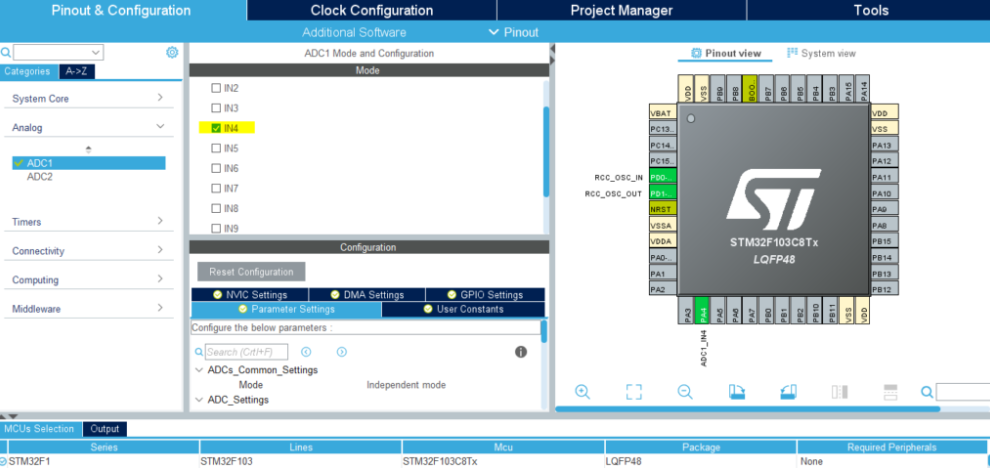 Pinout & Configuration
Clock Configuration
Project Manager
Tools
Additional Software
Pinout
Categories
A->Z
System Core
Analog
ADC1
ADC2
Timers
Connectivity
Computing
Middleware
ADC1 Mode and Configuration
Mode
IN2
IN3
IN4
IN5
IN6
IN7
IN8
IN9
Configuration
Reset Configuration
NVIC Settings
DMA Settings
GPIO Settings
Parameter Settings
User Constants
Configure the below parameters :
Search (Crtl+F)
ADCs_Common_Settings
Mode Independent mode
ADC_Settings
Pinout view
System view
VDD
VSS
PB9
PB8
BOO..
PB7
PB6
PB5
PB4
PB3
PA15
PA14
VBAT
PC13..
PC14..
PC15..
RCC_OSC_IN PD0-..
RCC_OSC_OUT PD1-..
NRST
VSSA
VDDA
PA0-..
PA1
PA2
VDD
VSS
PA13
PA12
PA11
PA10
PA9
PA8
PB15
PB14
PB13
PB12
ST
STM32F103C8Tx
LQFP48
PA3
PA4
PA5
PA6
PA7
PB0
PB1
PB2
PB10
PB11
VSS
VDD
ADC1_IN4
MCUs Selection
Output
Series Lines Mcu Package Required Peripherals
STM32F1 STM32F103 STM32F103C8Tx LQFP48 None